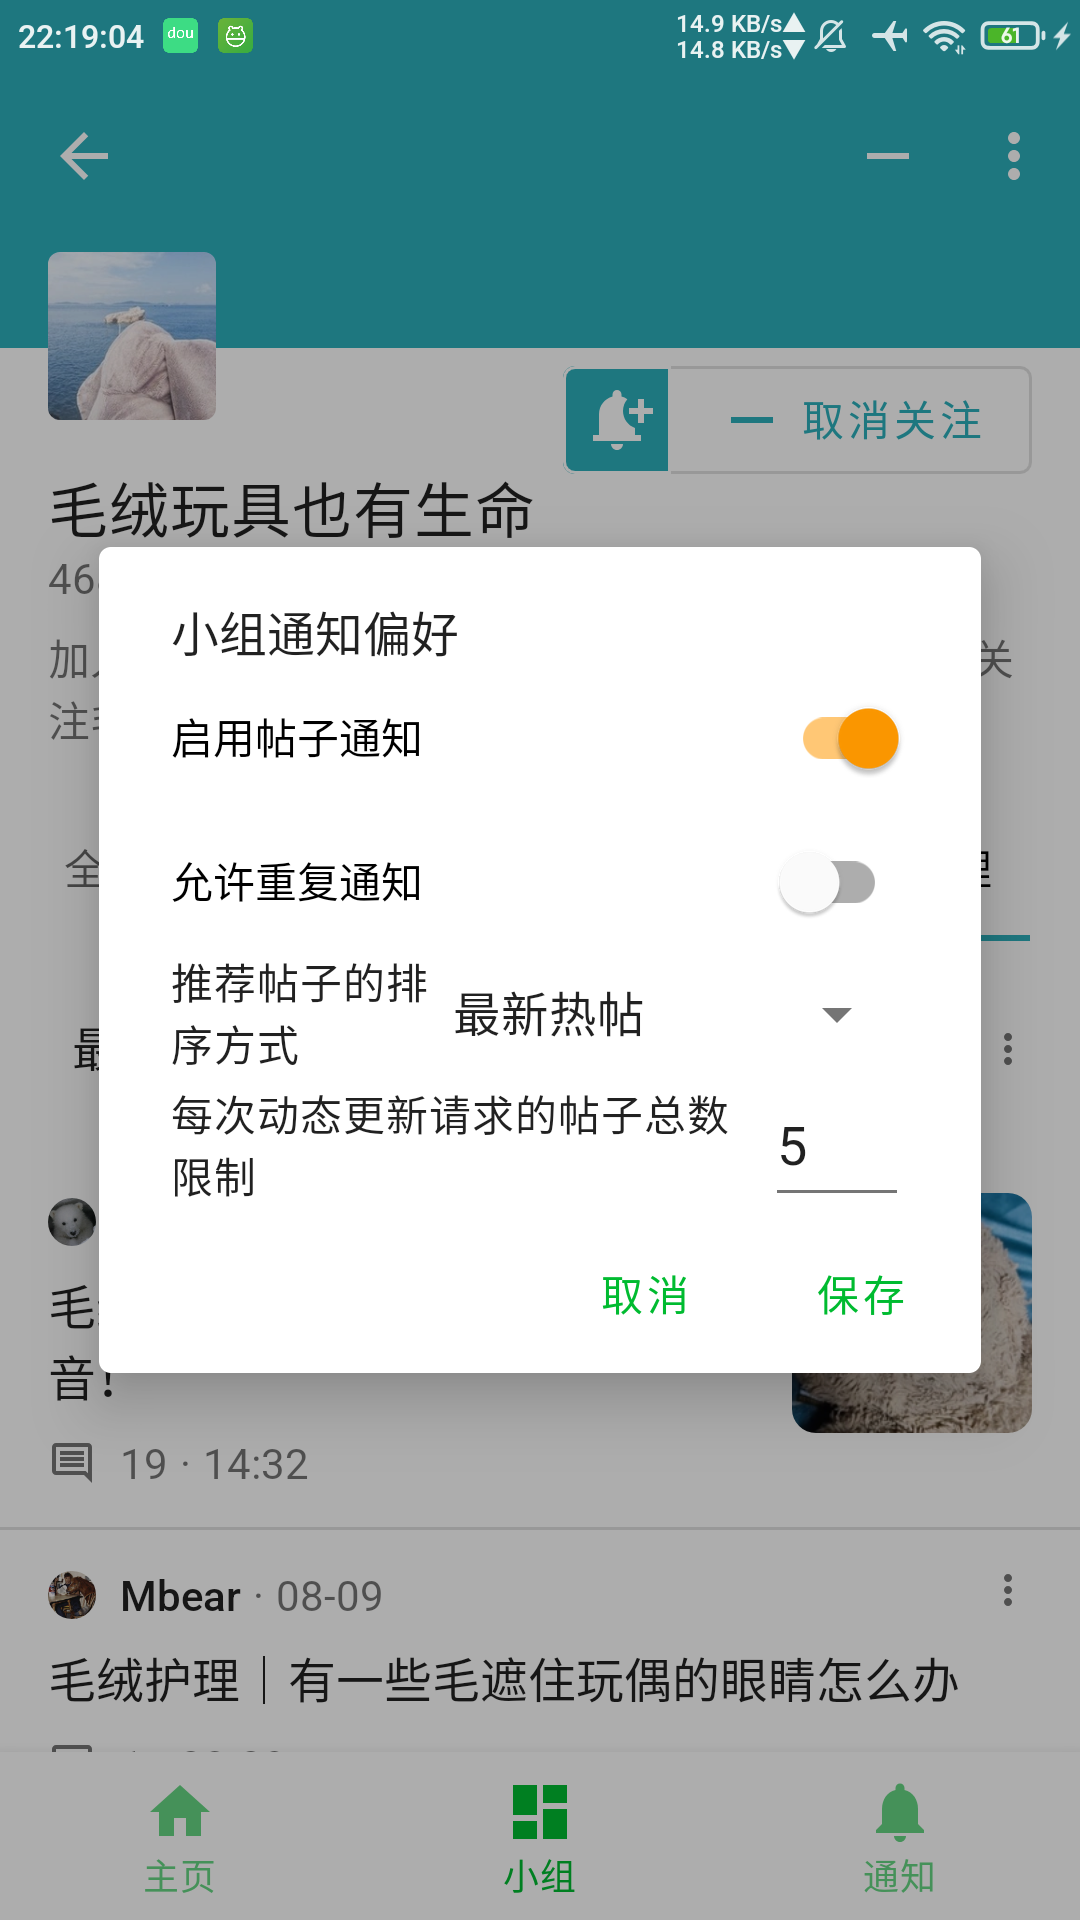 22:19:04
dou
14.9 KB/s
14.8 KB/s
61
取消关注
毛绒玩具也有生命
46
小组通知偏好
加
关
注
启用帖子通知
全
允许重复通知
推荐帖子的排
序方式
最新热帖
最
每次动态更新请求的帖子总数
限制
5
毛
取消
保存
音!
19 · 14:32
Mbear · 08-09
毛绒护理｜有一些毛遮住玩偶的眼睛怎么办
主页
小组
通知